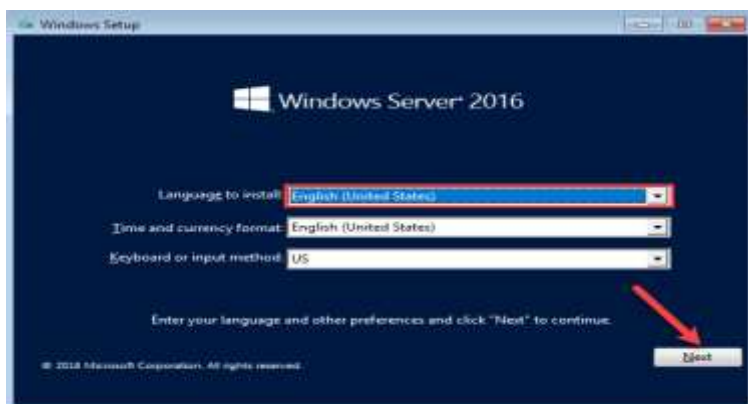 Windows Setup
Windows Server 2016
Language to install: English (United States)
Time and currency format: English (United States)
Keyboard or input method: US
Enter your language and other preferences and click "Next" to continue.
Next
© 2018 Microsoft Corporation. All rights reserved.